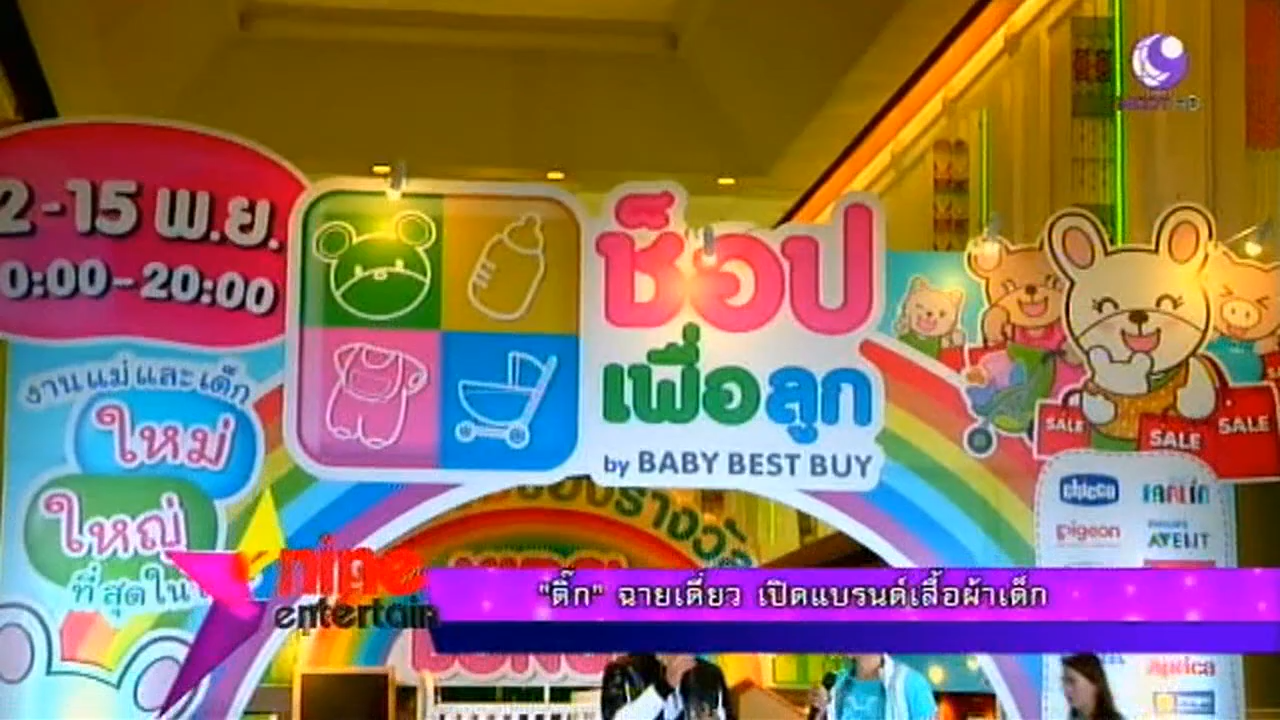 2-15 พ.ย.
0:00-20:00
งานแม่และเด็ก
ใหม่
ใหญ่
ที่สุดใน
ช็อป
เพื่อลูก
by BABY BEST BUY
SALE
SALE
SALE
chicco
FARLIN
pigeon
PHILIPS
AVENT
Aprica
nine
entertain
"ติ๊ก" ฉายเดี่ยว เปิดแบรนด์เสื้อผ้าเด็ก